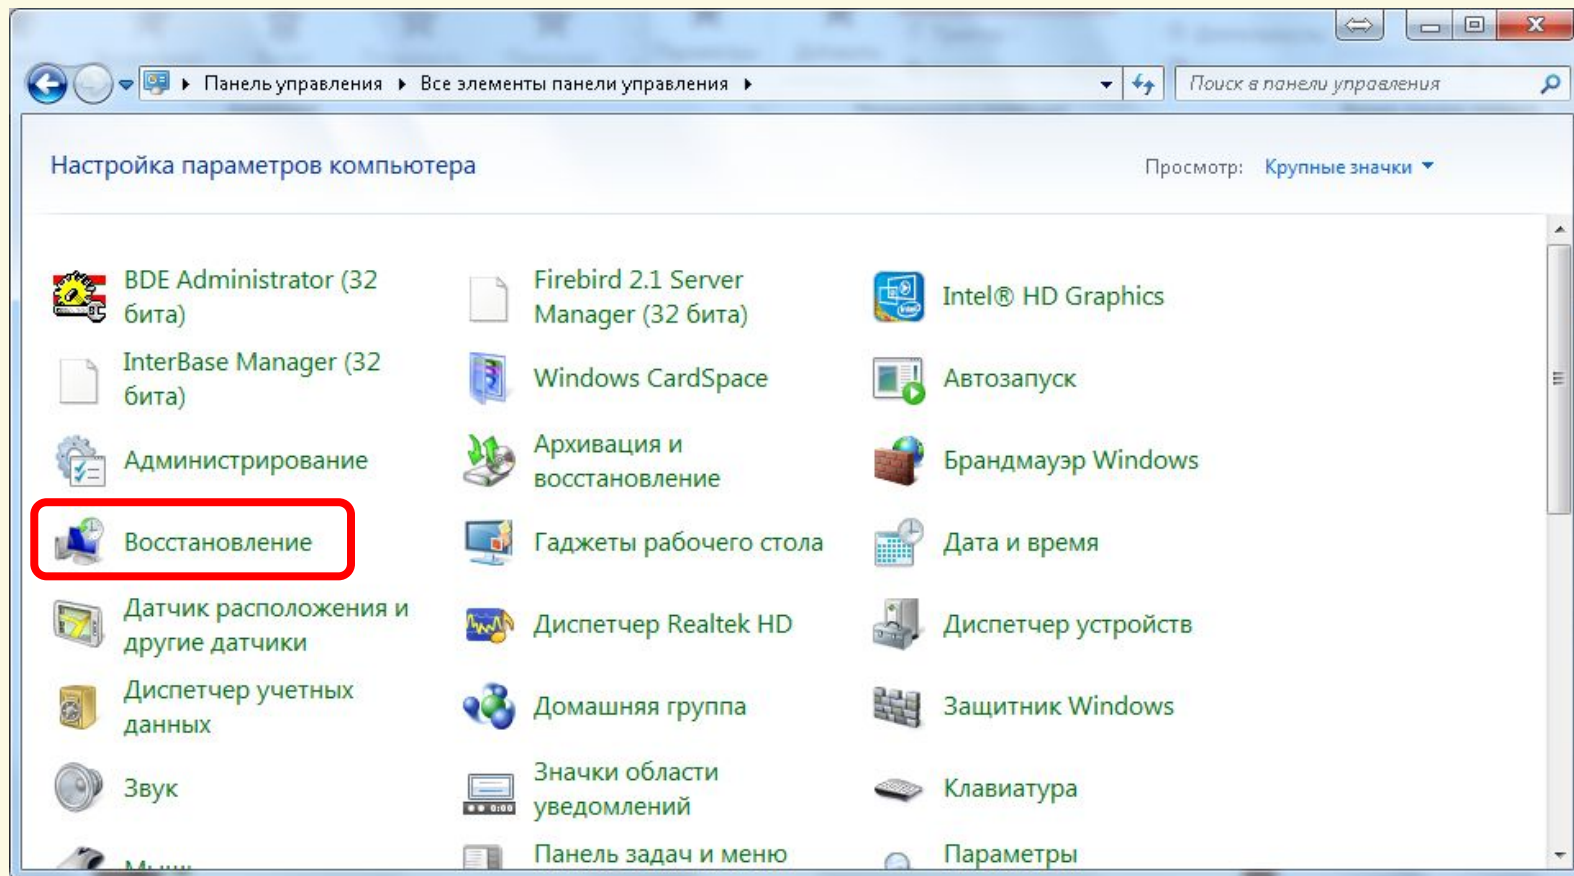 Панель управления
Все элементы панели управления
Поиск в панели управления
Настройка параметров компьютера
Просмотр: Крупные значки
BDE Administrator (32
бита)
Firebird 2.1 Server
Manager (32 бита)
Intel® HD Graphics
InterBase Manager (32
бита)
Windows CardSpace
Автозапуск
Администрирование
Архивация и
восстановление
Брандмауэр Windows
Восстановление
Гаджеты рабочего стола
Дата и время
Датчик расположения и
другие датчики
Диспетчер Realtek HD
Диспетчер устройств
Диспетчер учетных
данных
Домашняя группа
Защитник Windows
Звук
Значки области
уведомлений
Клавиатура
Панель задач и меню
Параметры